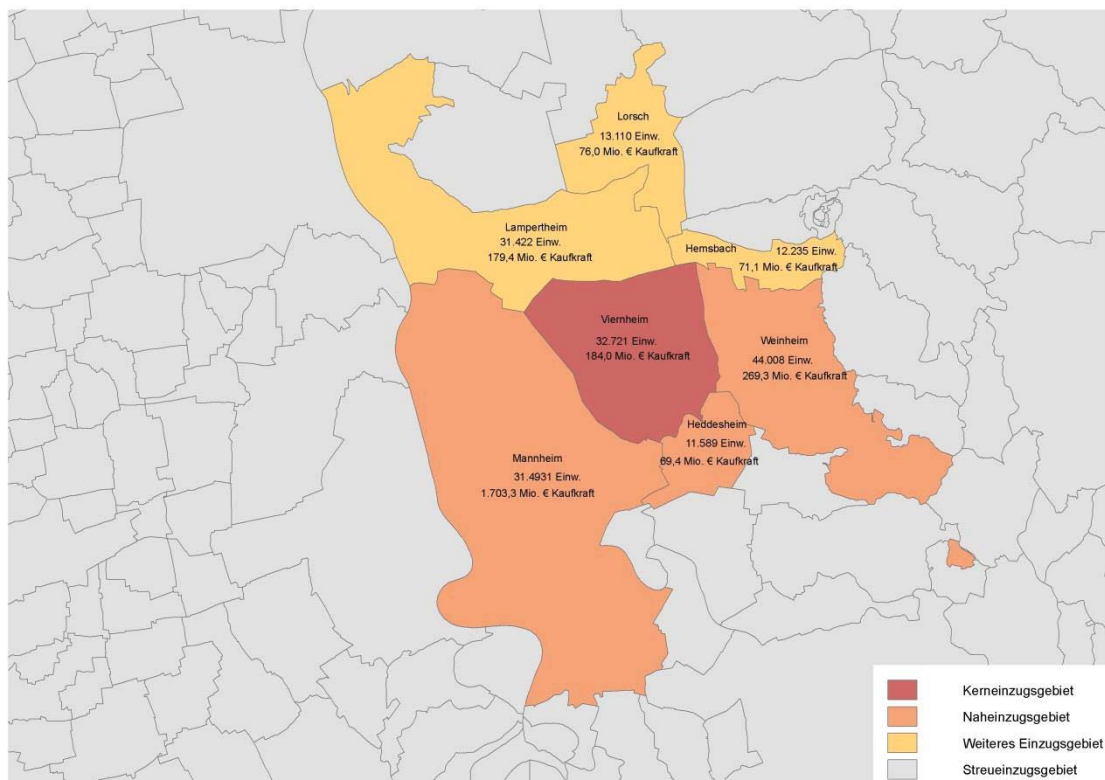 Lorsch
13.110 Einw.
76,0 Mio. € Kaufkraft
Lampertheim
31.422 Einw.
179,4 Mio. € Kaufkraft
Hemsbach
12.235 Einw.
71,1 Mio. € Kaufkraft
Viernheim
32.721 Einw.
184,0 Mio. € Kaufkraft
Weinheim
44.008 Einw.
269,3 Mio. € Kaufkraft
Heddesheim
11.589 Einw.
69,4 Mio. € Kaufkraft
Mannheim
31.4931 Einw.
1.703,3 Mio. € Kaufkraft
Kerneinzugsgebiet
Naheinzugsgebiet
Weiteres Einzugsgebiet
Streueinzugsgebiet